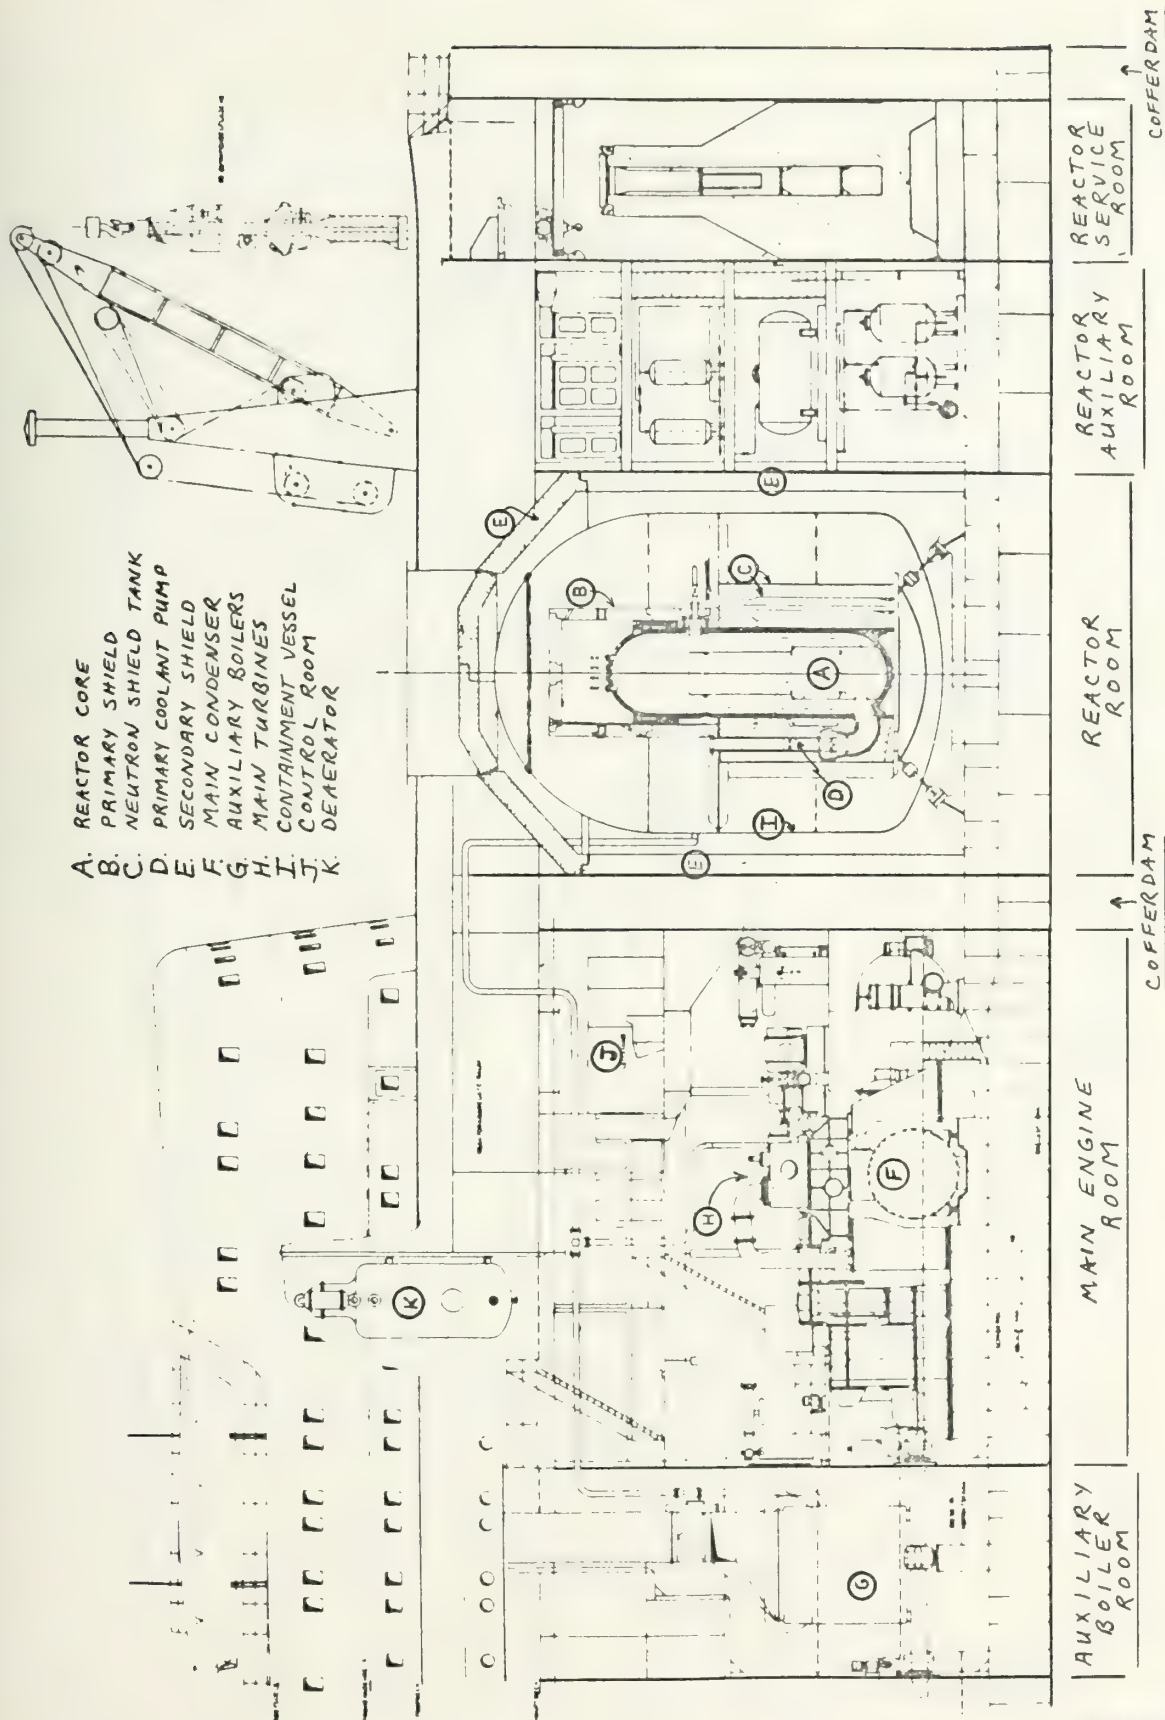 A. REACTOR CORE
B. PRIMARY SHIELD
C. NEUTRON SHIELD TANK
D. PRIMARY COOLANT PUMP
E. SECONDARY SHIELD
F. MAIN CONDENSER
G. AUXILIARY BOILERS
H. MAIN TURBINES
I. CONTAINMENT VESSEL
J. CONTROL ROOM
K. DEAERATOR
K
E
B
J
E
H
C
I
E
A
D
G
F
AUXILIARY
BOILER
ROOM
MAIN ENGINE
ROOM
COFFERDAM
REACTOR
ROOM
REACTOR
AUXILIARY
ROOM
REACTOR
SERVICE
ROOM
COFFERDAM